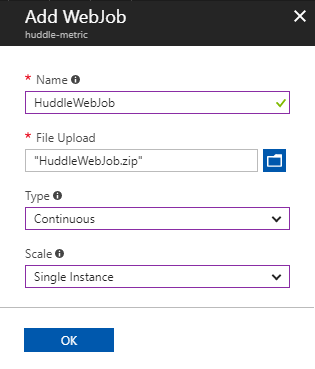 Add WebJob
huddle-metric
* Name
HuddleWebJob
* File Upload
"HuddleWebJob.zip"
Type
Continuous
Scale
Single Instance
OK